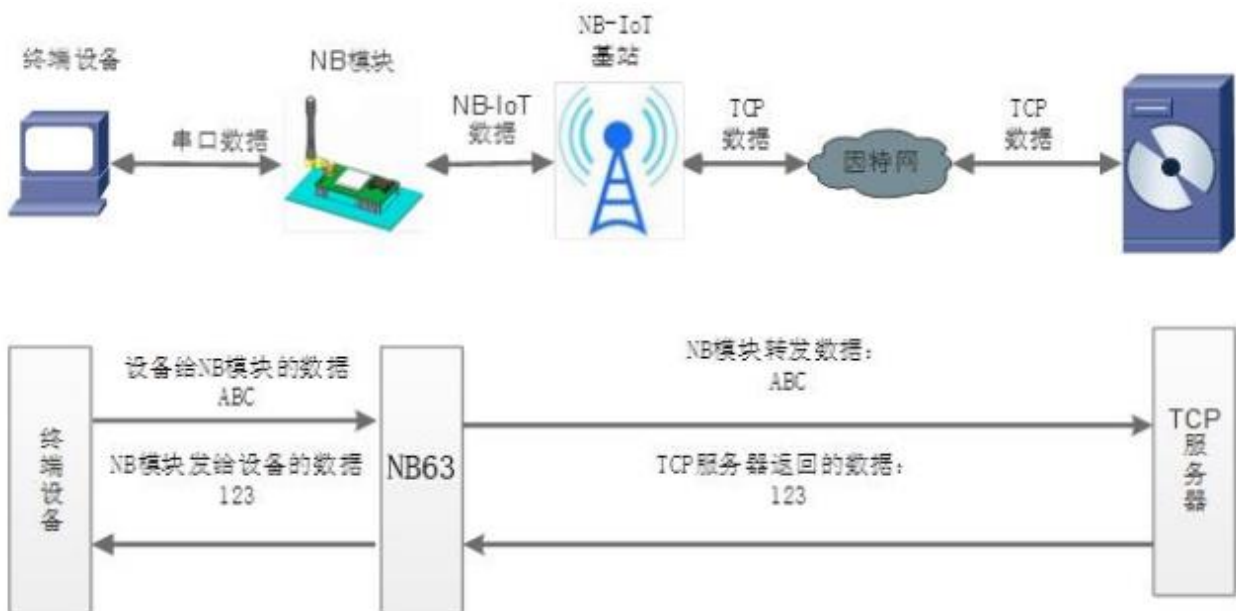 终端设备
NB模块
NB-IoT
基站
串口数据
NB-IoT
数据
TCP
数据
因特网
TCP
数据
设备给NB模块的数据
ABC
NB模块转发数据：
ABC
终端设备
NB模块发给设备的数据
123
NB63
TCP服务器返回的数据：
123
TCP
服务器